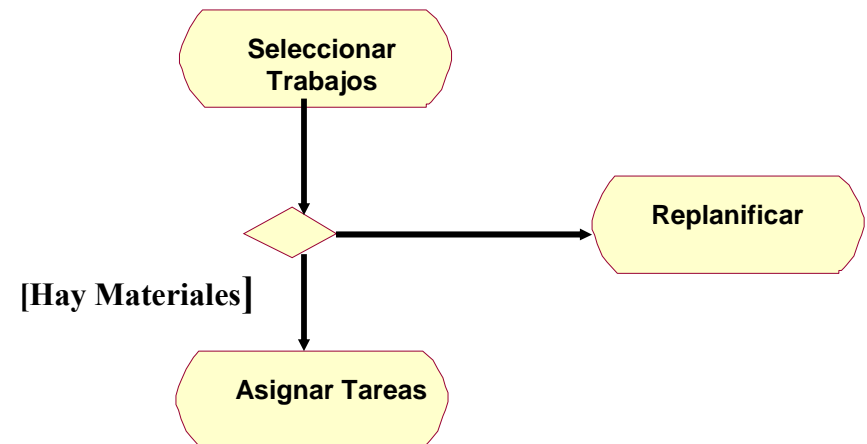 Seleccionar
Trabajos
Replanificar
[Hay Materiales]
Asignar Tareas